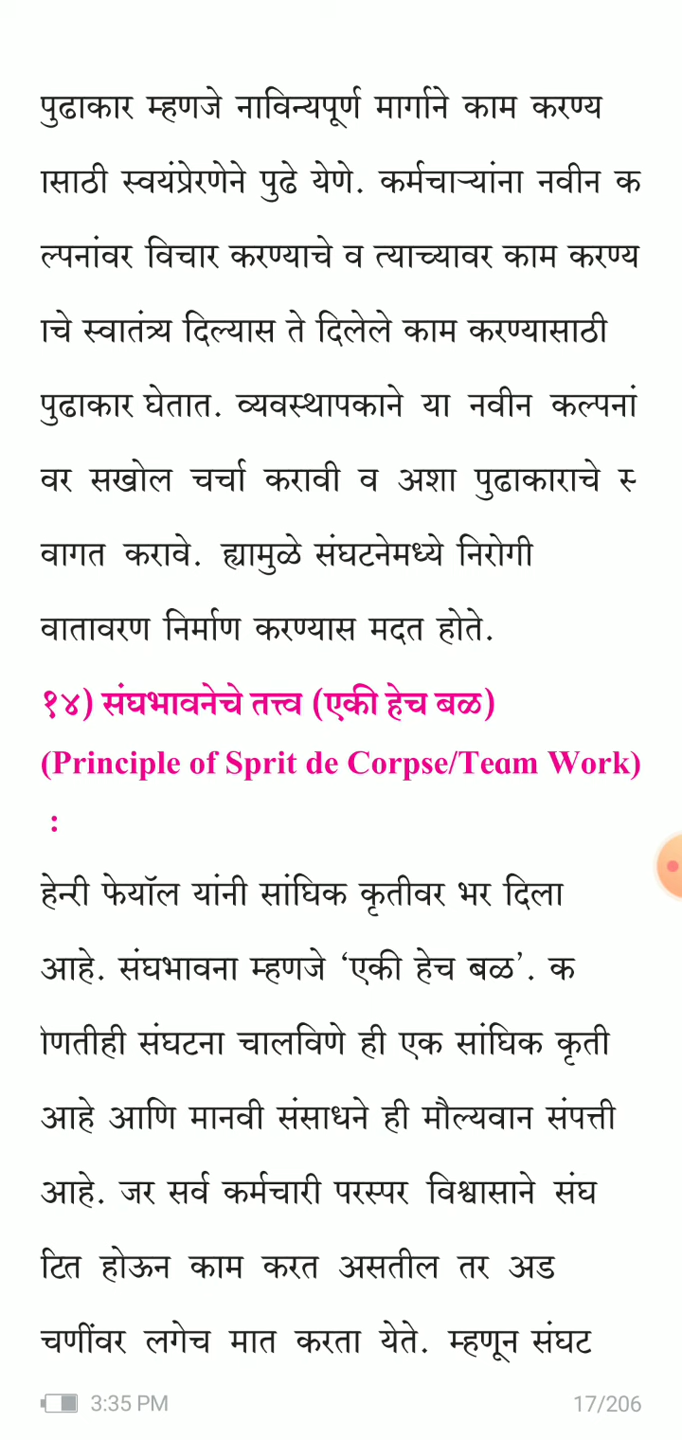 पुढाकार म्हणजे नाविन्यपूर्ण मार्गाने काम करण्य
ासाठी स्वयंप्रेरणेने पुढे येणे. कर्मचाऱ्यांना नवीन क
ल्पनांवर विचार करण्याचे व त्याच्यावर काम करण्य
ाचे स्वातंत्र्य दिल्यास ते दिलेले काम करण्यासाठी
पुढाकार घेतात. व्यवस्थापकाने या नवीन कल्पनां
वर सखोल चर्चा करावी व अशा पुढाकाराचे स्
वागत करावे. ह्यामुळे संघटनेमध्ये निरोगी
वातावरण निर्माण करण्यास मदत होते.
१४) संघभावनेचे तत्त्व (एकी हेच बळ)
(Principle of Sprit de Corpse/Team Work)
:
हेन्री फेयॉल यांनी सांघिक कृतीवर भर दिला
आहे. संघभावना म्हणजे ‘एकी हेच बळ’. क
ोणतीही संघटना चालविणे ही एक सांघिक कृती
आहे आणि मानवी संसाधने ही मौल्यवान संपत्ती
आहे. जर सर्व कर्मचारी परस्पर विश्वासाने संघ
टित होऊन काम करत असतील तर अड
चणींवर लगेच मात करता येते. म्हणून संघट
3:35 PM 17/206